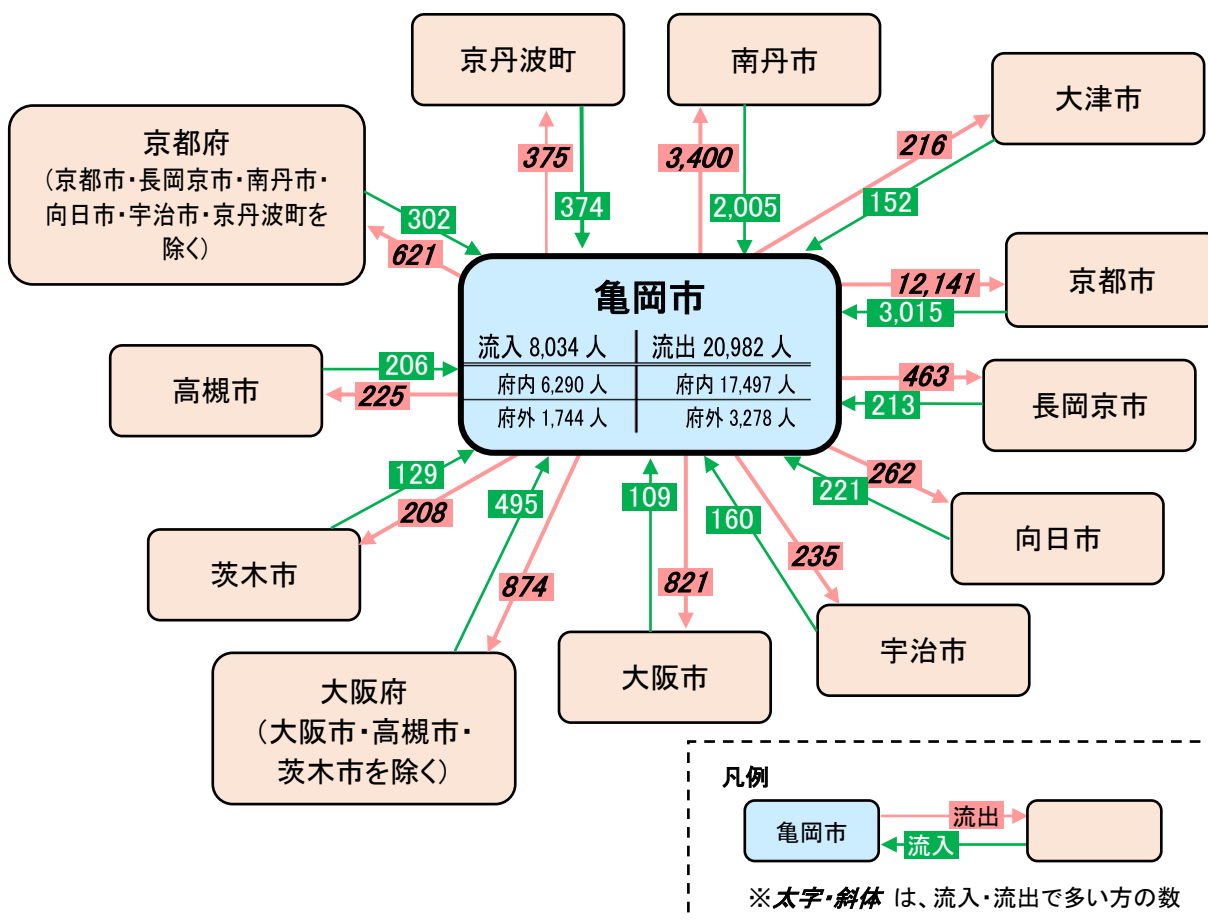 京丹波町
南丹市
大津市
京都府
（京都市・長岡京市・南丹市・
向日市・宇治市・京丹波町を
除く）
375
374
3,400
2,005
216
152
302
621
亀岡市
流入 8,034 人
流出 20,982 人
府内 6,290 人
府内 17,497 人
府外 1,744 人
府外 3,278 人
12,141
3,015
京都市
高槻市
206
225
463
213
長岡京市
129
208
茨木市
495
874
109
821
160
235
221
262
向日市
宇治市
大阪市
大阪府
（大阪市・高槻市・
茨木市を除く）
凡例
亀岡市
流出
流入
※太字・斜体 は、流入・流出で多い方の数